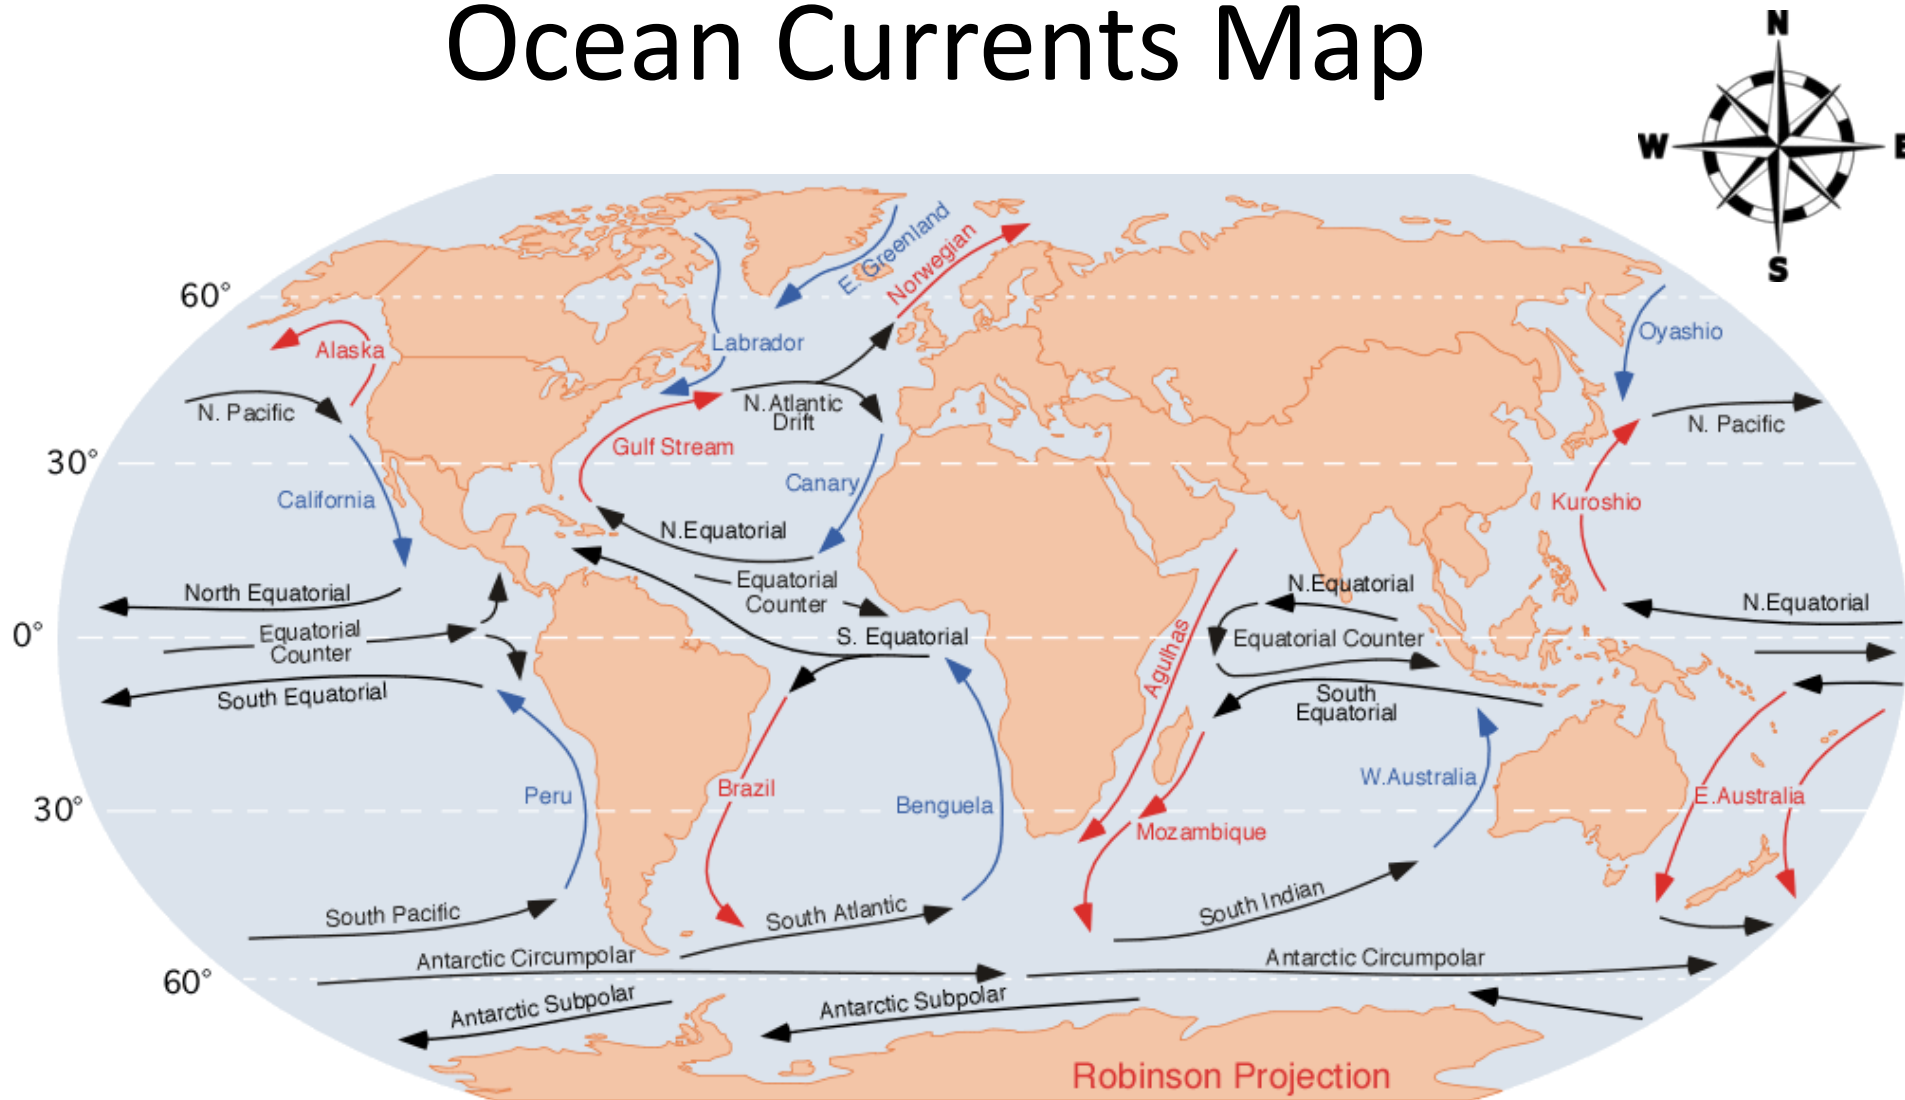 Ocean Currents Map
N
W
E
S
60°
30°
0°
30°
60°
E. Greenland
Norwegian
Labrador
Alaska
Oyashio
N. Pacific
N.Atlantic
Drift
N. Pacific
Gulf Stream
California
Canary
Kuroshio
N.Equatorial
North Equatorial
Equatorial
Counter
N.Equatorial
N.Equatorial
Equatorial
Counter
S. Equatorial
Equatorial Counter
Agulhas
South Equatorial
South
Equatorial
Peru
Brazil
Benguela
W.Australia
E.Australia
Mozambique
South Pacific
South Atlantic
South Indian
Antarctic Circumpolar
Antarctic Circumpolar
Antarctic Subpolar
Antarctic Subpolar
Robinson Projection